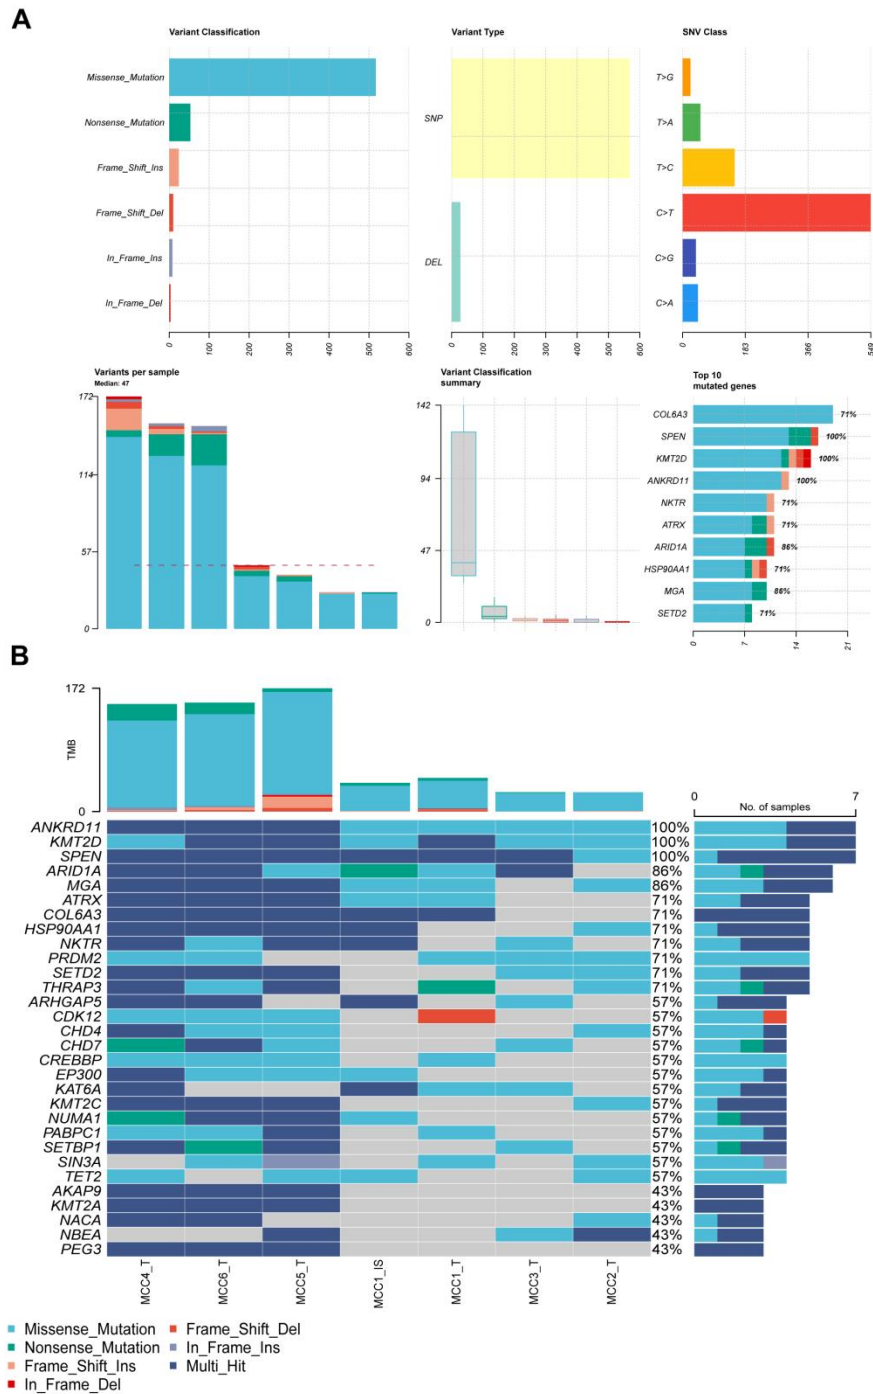 A
Variant Classification
Missense_Mutation
Nonsense_Mutation
Frame_Shift_Ins
Frame_Shift_Del
In_Frame_Ins
In_Frame_Del
0 100 200 300 400 500 600
Variant Type
SNP
DEL
0 100 200 300 400 500 600
SNV Class
T>G
T>A
T>C
C>T
C>G
C>A
0 183 366 549
Variants per sample
Median: 47
172
114
57
0
Variant Classification
summary
142
94
47
0
Top 10
mutated genes
COL6A3 71%
SPEN 100%
KMT2D 100%
ANKRD11 100%
NKTR 71%
ATRX 71%
ARID1A 86%
HSP90AA1 71%
MGA 86%
SETD2 71%
0 7 14 21
B
172
TMB
0
0 7
No. of samples
ANKRD11 100%
KMT2D 100%
SPEN 100%
ARID1A 86%
MGA 86%
ATRX 71%
COL6A3 71%
HSP90AA1 71%
NKTR 71%
PRDM2 71%
SETD2 71%
THRAP3 71%
ARHGAP5 57%
CDK12 57%
CHD4 57%
CHD7 57%
CREBBP 57%
EP300 57%
KAT6A 57%
KMT2C 57%
NUMA1 57%
PABPC1 57%
SETBP1 57%
SIN3A 57%
TET2 57%
AKAP9 43%
KMT2A 43%
NACA 43%
NBEA 43%
PEG3 43%
MCC4_T MCC6_T MCC5_T MCC1_IS MCC1_T MCC3_T MCC2_T
Missense_Mutation Frame_Shift_Del
Nonsense_Mutation In_Frame_Ins
Frame_Shift_Ins Multi_Hit
In_Frame_Del